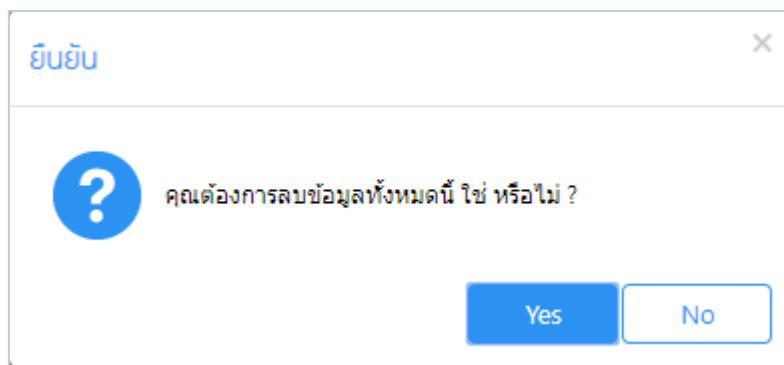 ยืนยัน
คุณต้องการลบข้อมูลทั้งหมดนี้ ใช่ หรือไม่ ?
Yes
No